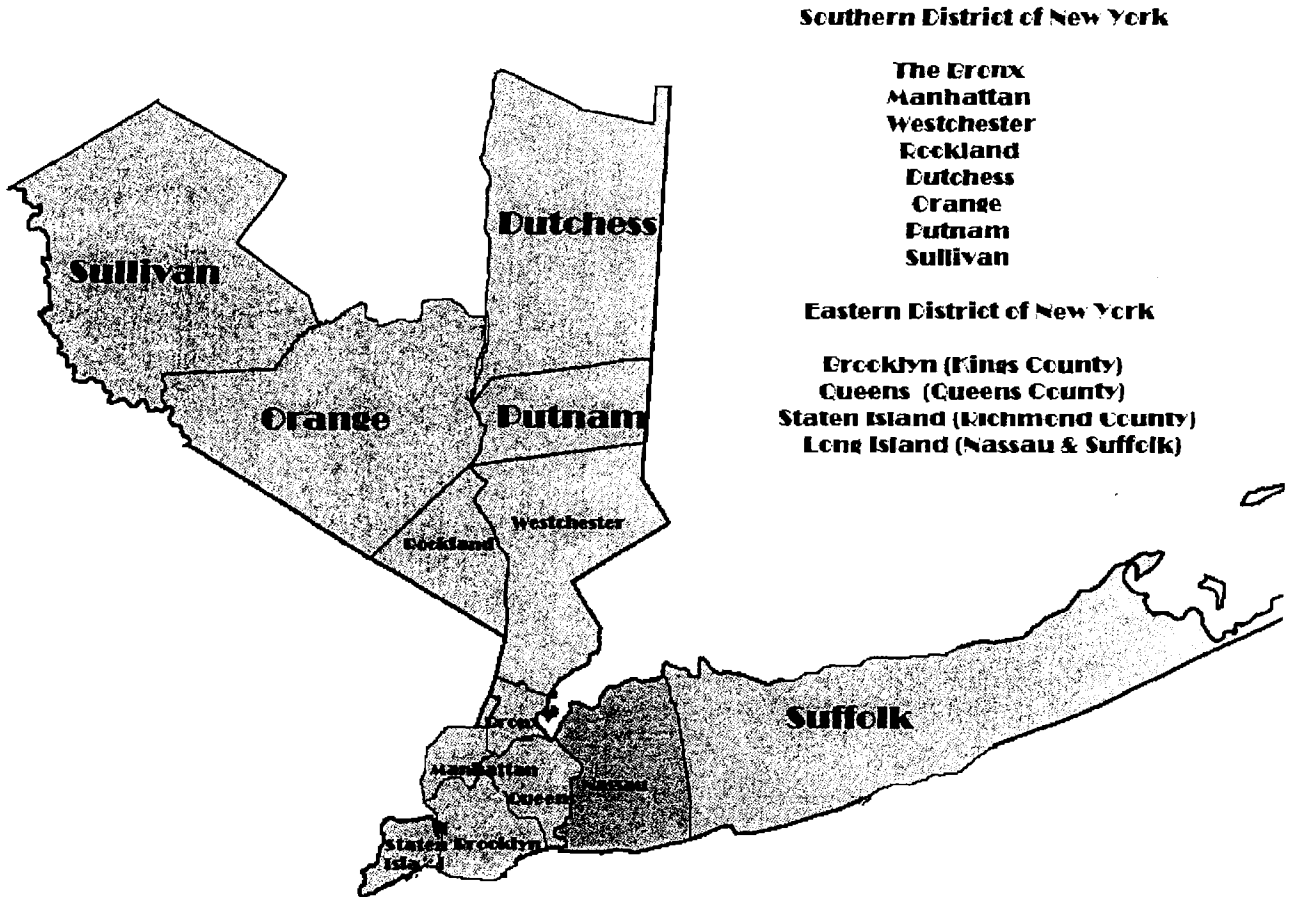 Southern District of New York
The Bronx
Manhattan
Westchester
Rockland
Dutchess
Orange
Putnam
Sullivan
Eastern District of New York
Brooklyn (Kings County)
Queens (Queens County)
Staten Island (Richmond County)
Long Island (Nassau & Suffolk)
Dutchess
Sullivan
Orange
Putnam
Westchester
Rockland
Suffolk
Bronx
Manhattan
Nassau
Queens
Staten
Brooklyn